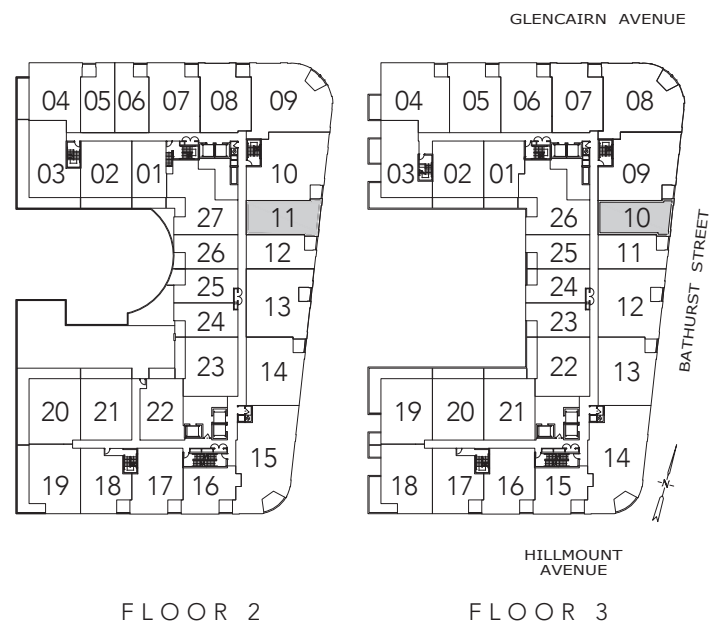 GLENCAIRN AVENUE
04 05 06 07 08 09
03 02 01 10
27 11
26 12
25
13
24
23 14
20 21 22
15
19 18 17 16
04 05 06 07 08
03 02 01 09
26 10
25 11
24
12
23
22 13
19 20 21
14
18 17 16 15
BATHURST STREET
N
HILLMOUNT
AVENUE
FLOOR 2 FLOOR 3